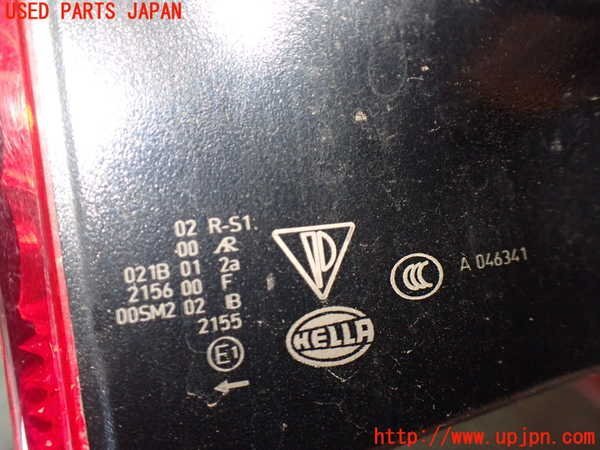 USED PARTS JAPAN
02 R-S1
00 AR
021B 01 2a
2156 00 F
00SM2 02 B
2155
E1
HELLA
CCC
A 046341
http://www.upjpn.com/